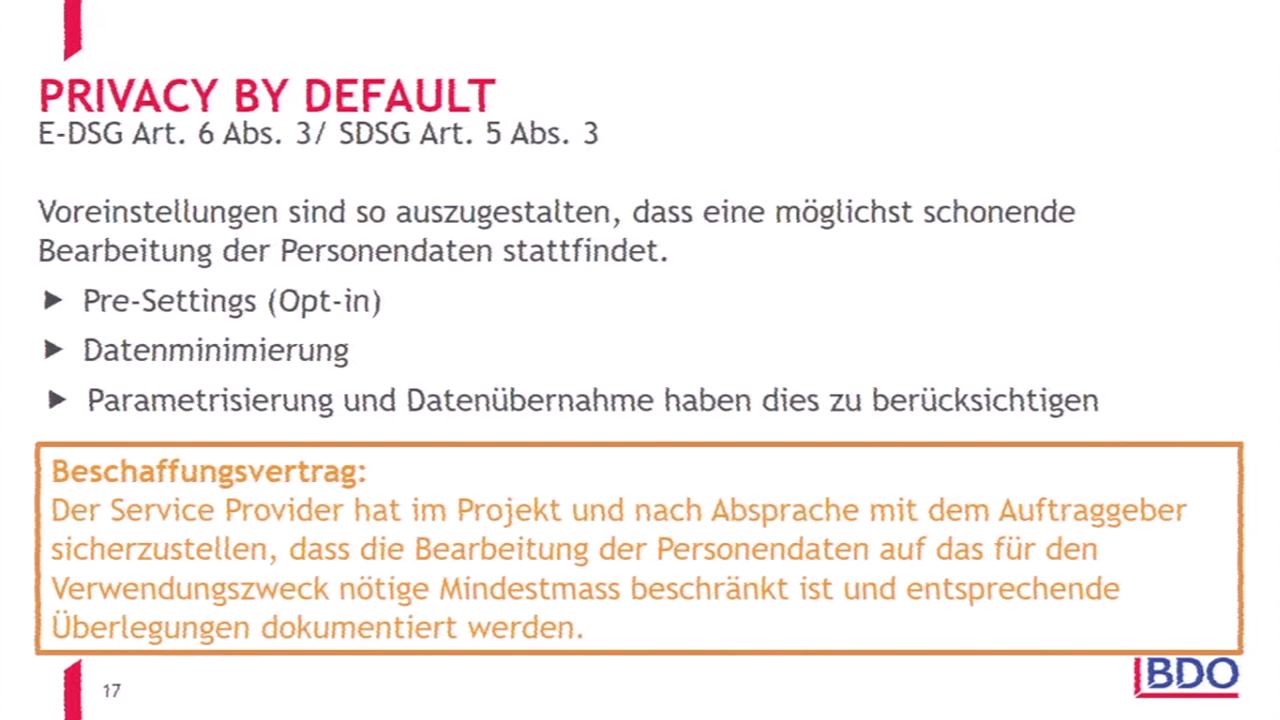 PRIVACY BY DEFAULT
E-DSG Art. 6 Abs. 3/ SDSG Art. 5 Abs. 3
Voreinstellungen sind so auszugestalten, dass eine möglichst schonende
Bearbeitung der Personendaten stattfindet.
▶ Pre-Settings (Opt-in)
▶ Datenminimierung
▶ Parametrisierung und Datenübernahme haben dies zu berücksichtigen
Beschaffungsvertrag:
Der Service Provider hat im Projekt und nach Absprache mit dem Auftraggeber
sicherzustellen, dass die Bearbeitung der Personendaten auf das für den
Verwendungszweck nötige Mindestmass beschränkt ist und entsprechende
Überlegungen dokumentiert werden.
17
BDO